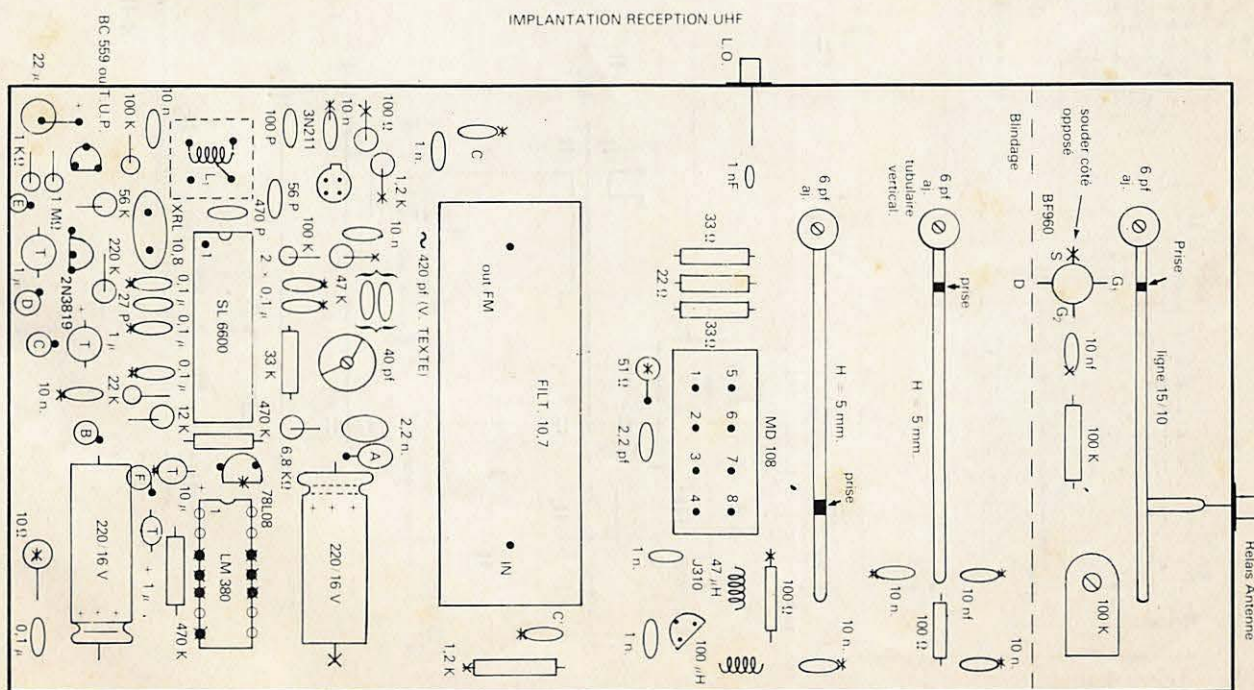 IMPLANTATION RECEPTION UHF
L.O.
Relais Antenne
BC 559 ou T.U.P
22 µ
100 K
10 n
1 KΩ
1 MΩ
E
56 K
T
1 µ
2N3819
220 K
D
C
T
+
1 µ
10 n.
22 K
12 K
B
XRL 10,8
0,1 µ
27 P
0,1 µ
0,1 µ
L1
470 P
1
SL 6600
100 P
3N211
10 n
100 Ω
1,2 K
56 P
100 K
10 n
2 × 0,1 µ
47 K
33 K
40 pf
470 K
6,8 KΩ
2,2 n.
A
~ 420 pf (V. TEXTE)
78L08
F
T
10 µ
T
+ 1 µ
1
LM 380
470 K
220/16 V
+ + +
220/16 V
+ + +
10 Ω
0,1 µ
C
1 n.
out FM
FILT. 10,7
IN
C'
1,2 K
1 nF
33 Ω
22 Ω
33 Ω
51 Ω
2,2 pf
1 2 3 4
5 6 7 8
MD 108
1 n.
J310
47 µH
100 Ω
1 n.
100 µH
10 n.
6 pf
aj.
H = 5 mm.
prise
6 pf
aj.
tubulaire
vertical.
prise
H = 5 mm.
10 n.
10 nf
100 Ω
10 n.
Blindage
souder côté
opposé
BF960
S
G1
D
G2
10 nf
100 K
100 K
6 pf
aj.
Prise
ligne 15/10